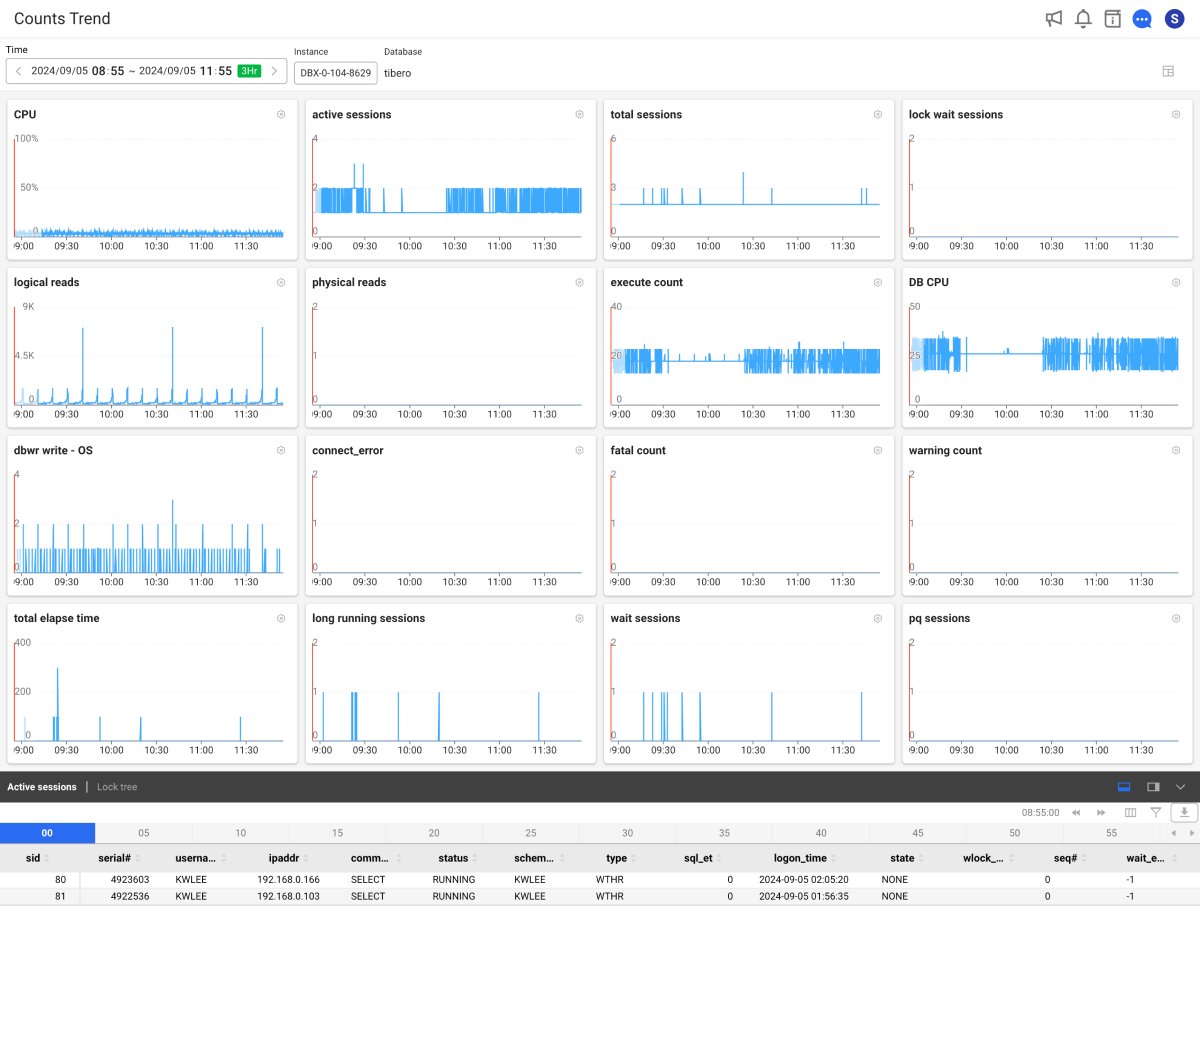 Counts Trend
S
Time
Instance
Database
2024/09/05 08:55 ~ 2024/09/05 11:55 3Hr
DBX-0-104-8629
tibero
CPU
100%
50%
0
09:00 09:30 10:00 10:30 11:00 11:30
active sessions
4
2
0
09:00 09:30 10:00 10:30 11:00 11:30
total sessions
6
3
0
09:00 09:30 10:00 10:30 11:00 11:30
lock wait sessions
2
1
0
09:00 09:30 10:00 10:30 11:00 11:30
logical reads
9K
4.5K
0
09:00 09:30 10:00 10:30 11:00 11:30
physical reads
2
1
0
09:00 09:30 10:00 10:30 11:00 11:30
execute count
40
20
0
09:00 09:30 10:00 10:30 11:00 11:30
DB CPU
50
25
0
09:00 09:30 10:00 10:30 11:00 11:30
dbwr write - OS
4
2
0
09:00 09:30 10:00 10:30 11:00 11:30
connect_error
2
1
0
09:00 09:30 10:00 10:30 11:00 11:30
fatal count
2
1
0
09:00 09:30 10:00 10:30 11:00 11:30
warning count
2
1
0
09:00 09:30 10:00 10:30 11:00 11:30
total elapse time
400
200
0
09:00 09:30 10:00 10:30 11:00 11:30
long running sessions
2
1
0
09:00 09:30 10:00 10:30 11:00 11:30
wait sessions
2
1
0
09:00 09:30 10:00 10:30 11:00 11:30
pq sessions
2
1
0
09:00 09:30 10:00 10:30 11:00 11:30
Active sessions | Lock tree
08:55:00
00 05 10 15 20 25 30 35 40 45 50 55
sid serial# userna... ipaddr comm... status schem... type sql_et logon_time state wlock_... seq# wait_e...
80 4923603 KWLEE 192.168.0.166 SELECT RUNNING KWLEE WTHR 0 2024-09-05 02:05:20 NONE 0 -1
81 4922536 KWLEE 192.168.0.103 SELECT RUNNING KWLEE WTHR 0 2024-09-05 01:56:35 NONE 0 -1